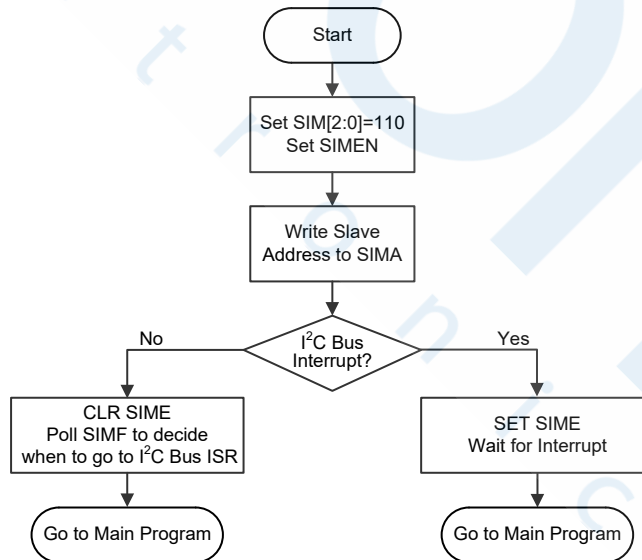 Start
Set SIM[2:0]=110
Set SIMEN
Write Slave
Address to SIMA
I²C Bus
Interrupt?
No
Yes
CLR SIME
Poll SIMF to decide
when to go to I²C Bus ISR
SET SIME
Wait for Interrupt
Go to Main Program
Go to Main Program
t
r
o
n
i
c